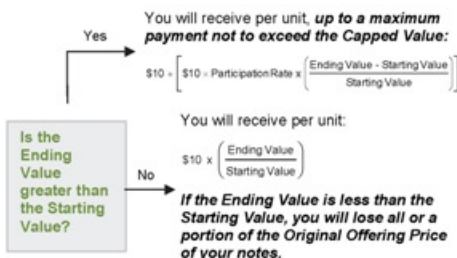 You will receive per unit, up to a maximum
payment not to exceed the Capped Value:
Yes
$10 + [ $10 × Participation Rate x ( Ending Value - Starting Value
Starting Value ) ]
You will receive per unit:
Is the
Ending
Value
greater than
the Starting
Value?
No
$10 x ( Ending Value
Starting Value )
If the Ending Value is less than the
Starting Value, you will lose all or a
portion of the Original Offering Price
of your notes.